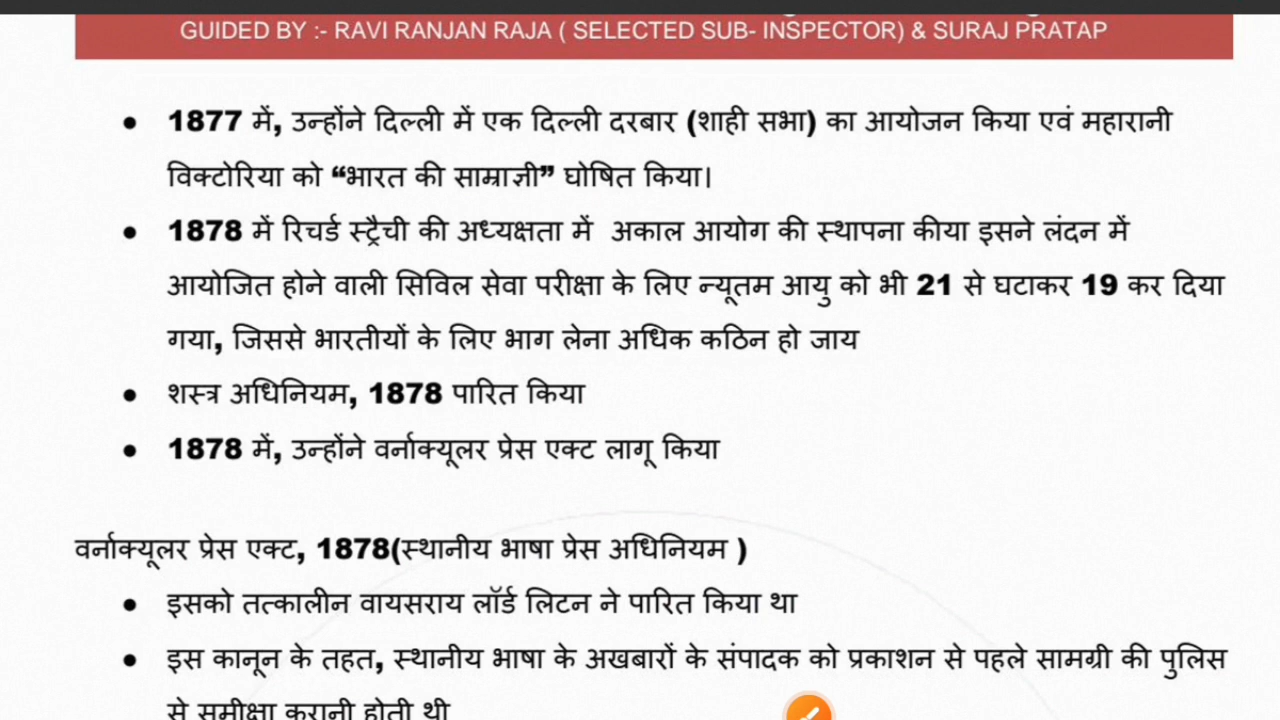 GUIDED BY :- RAVI RANJAN RAJA ( SELECTED SUB- INSPECTOR) & SURAJ PRATAP
● 1877 में, उन्होंने दिल्ली में एक दिल्ली दरबार (शाही सभा) का आयोजन किया एवं महारानी
विक्टोरिया को “भारत की साम्राज्ञी” घोषित किया।
● 1878 में रिचर्ड स्ट्रैची की अध्यक्षता में अकाल आयोग की स्थापना कीया इसने लंदन में
आयोजित होने वाली सिविल सेवा परीक्षा के लिए न्यूतम आयु को भी 21 से घटाकर 19 कर दिया
गया, जिससे भारतीयों के लिए भाग लेना अधिक कठिन हो जाय
● शस्त्र अधिनियम, 1878 पारित किया
● 1878 में, उन्होंने वर्नाक्यूलर प्रेस एक्ट लागू किया
वर्नाक्यूलर प्रेस एक्ट, 1878(स्थानीय भाषा प्रेस अधिनियम )
● इसको तत्कालीन वायसराय लॉर्ड लिटन ने पारित किया था
● इस कानून के तहत, स्थानीय भाषा के अखबारों के संपादक को प्रकाशन से पहले सामग्री की पुलिस
से समीक्षा करानी होती थी